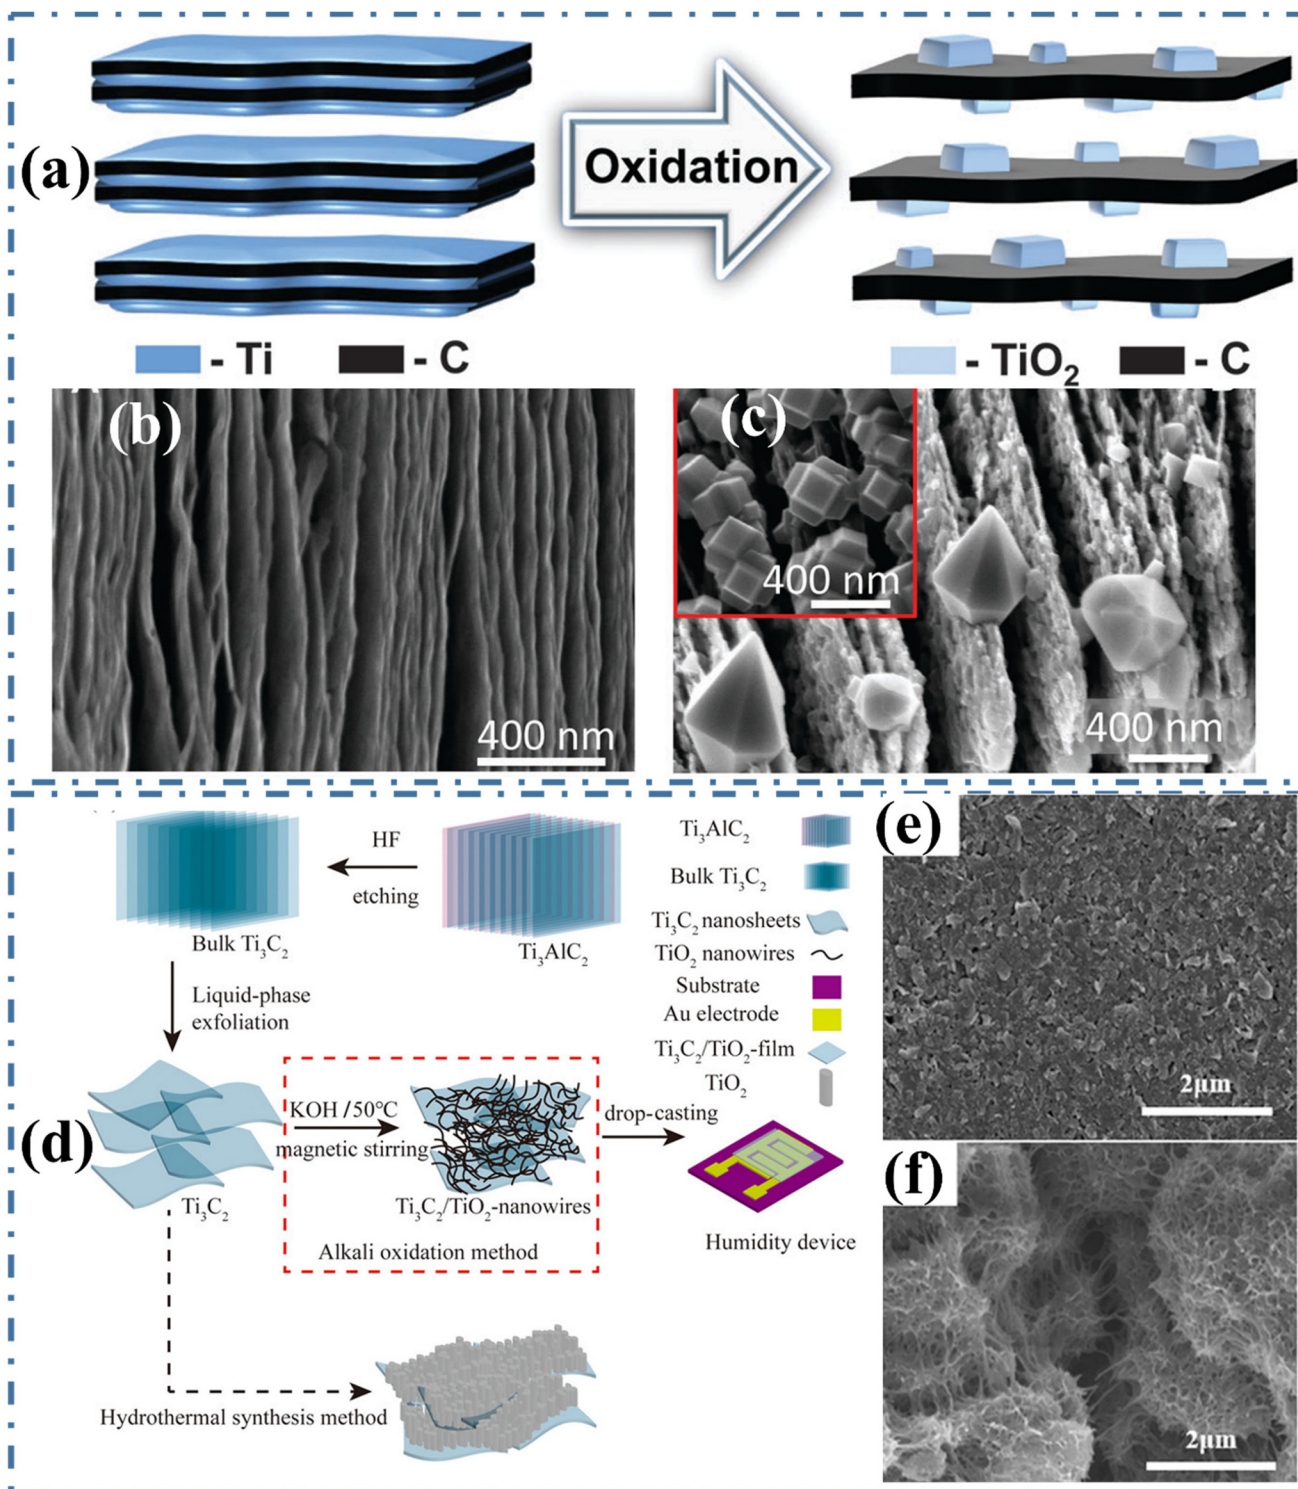 (a)
Oxidation
- Ti
- C
- TiO₂
- C
(b)
400 nm
(c)
400 nm
400 nm
HF
etching
Bulk Ti₃C₂
Ti₃AlC₂
Ti₃AlC₂
Bulk Ti₃C₂
Ti₃C₂ nanosheets
TiO₂ nanowires
Substrate
Au electrode
Ti₃C₂/TiO₂-film
TiO₂
Liquid-phase
exfoliation
(d)
Ti₃C₂
KOH /50℃
magnetic stirring
Ti₃C₂/TiO₂-nanowires
Alkali oxidation method
drop-casting
Humidity device
Hydrothermal synthesis method
(e)
2μm
(f)
2μm